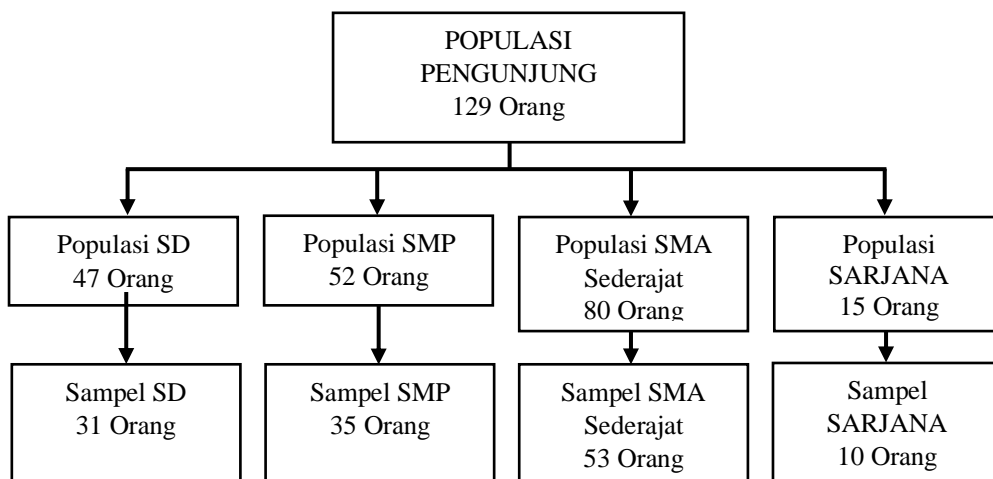 POPULASI
PENGUNJUNG
129 Orang
Populasi SD
47 Orang
Populasi SMP
52 Orang
Populasi SMA
Sederajat
80 Orang
Populasi
SARJANA
15 Orang
Sampel SD
31 Orang
Sampel SMP
35 Orang
Sampel SMA
Sederajat
53 Orang
Sampel
SARJANA
10 Orang